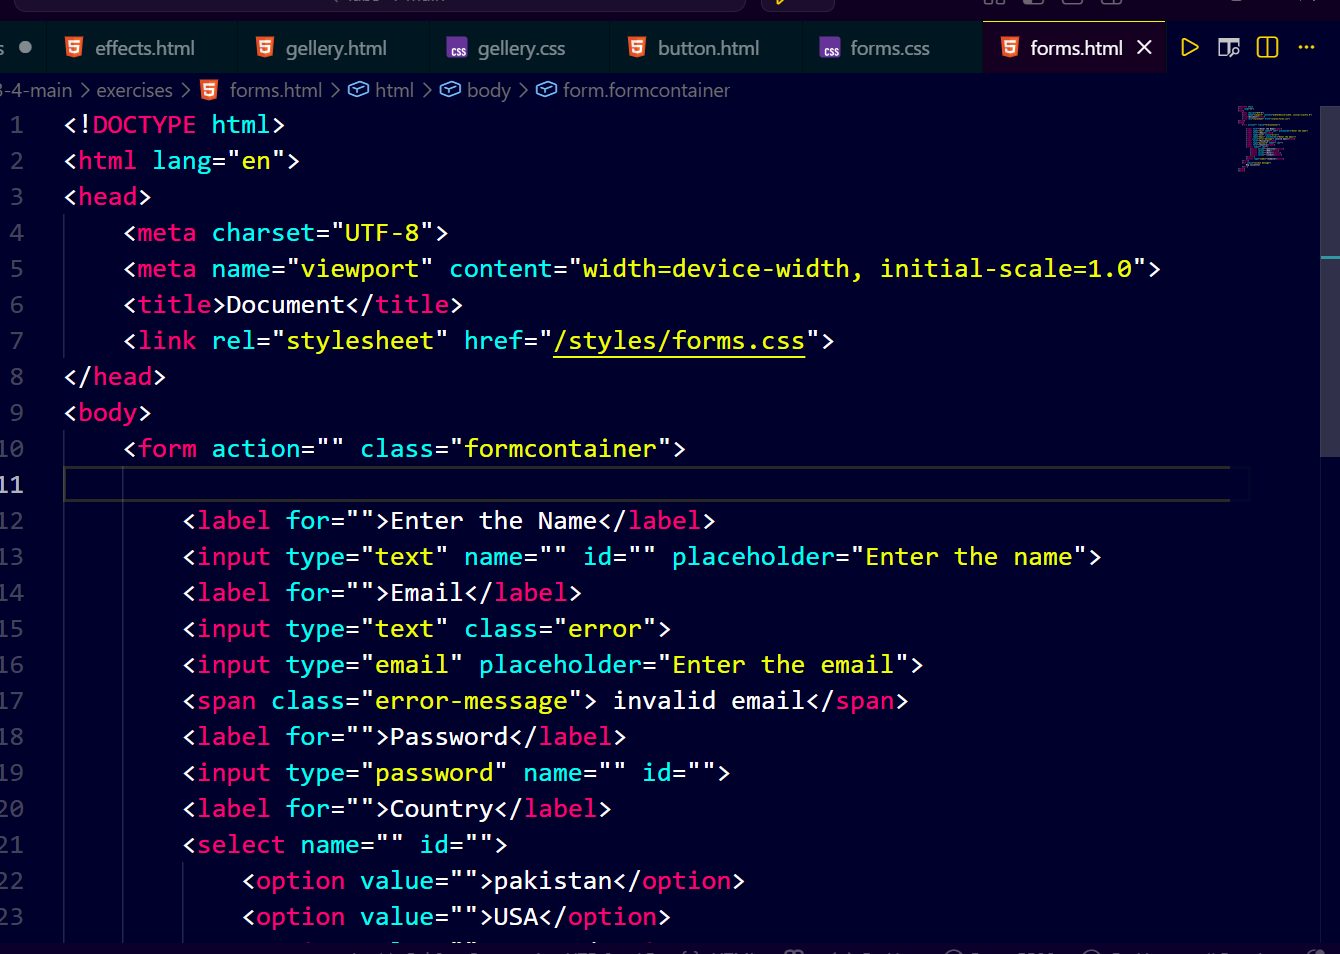 effects.html gellery.html gellery.css button.html forms.css forms.html
3-4-main > exercises > forms.html > html > body > form.formcontainer
1 <!DOCTYPE html>
2 <html lang="en">
3 <head>
4 <meta charset="UTF-8">
5 <meta name="viewport" content="width=device-width, initial-scale=1.0">
6 <title>Document</title>
7 <link rel="stylesheet" href="/styles/forms.css">
8 </head>
9 <body>
10 <form action="" class="formcontainer">
11
12 <label for="">Enter the Name</label>
13 <input type="text" name="" id="" placeholder="Enter the name">
14 <label for="">Email</label>
15 <input type="text" class="error">
16 <input type="email" placeholder="Enter the email">
17 <span class="error-message"> invalid email</span>
18 <label for="">Password</label>
19 <input type="password" name="" id="">
20 <label for="">Country</label>
21 <select name="" id="">
22 <option value="">pakistan</option>
23 <option value="">USA</option>